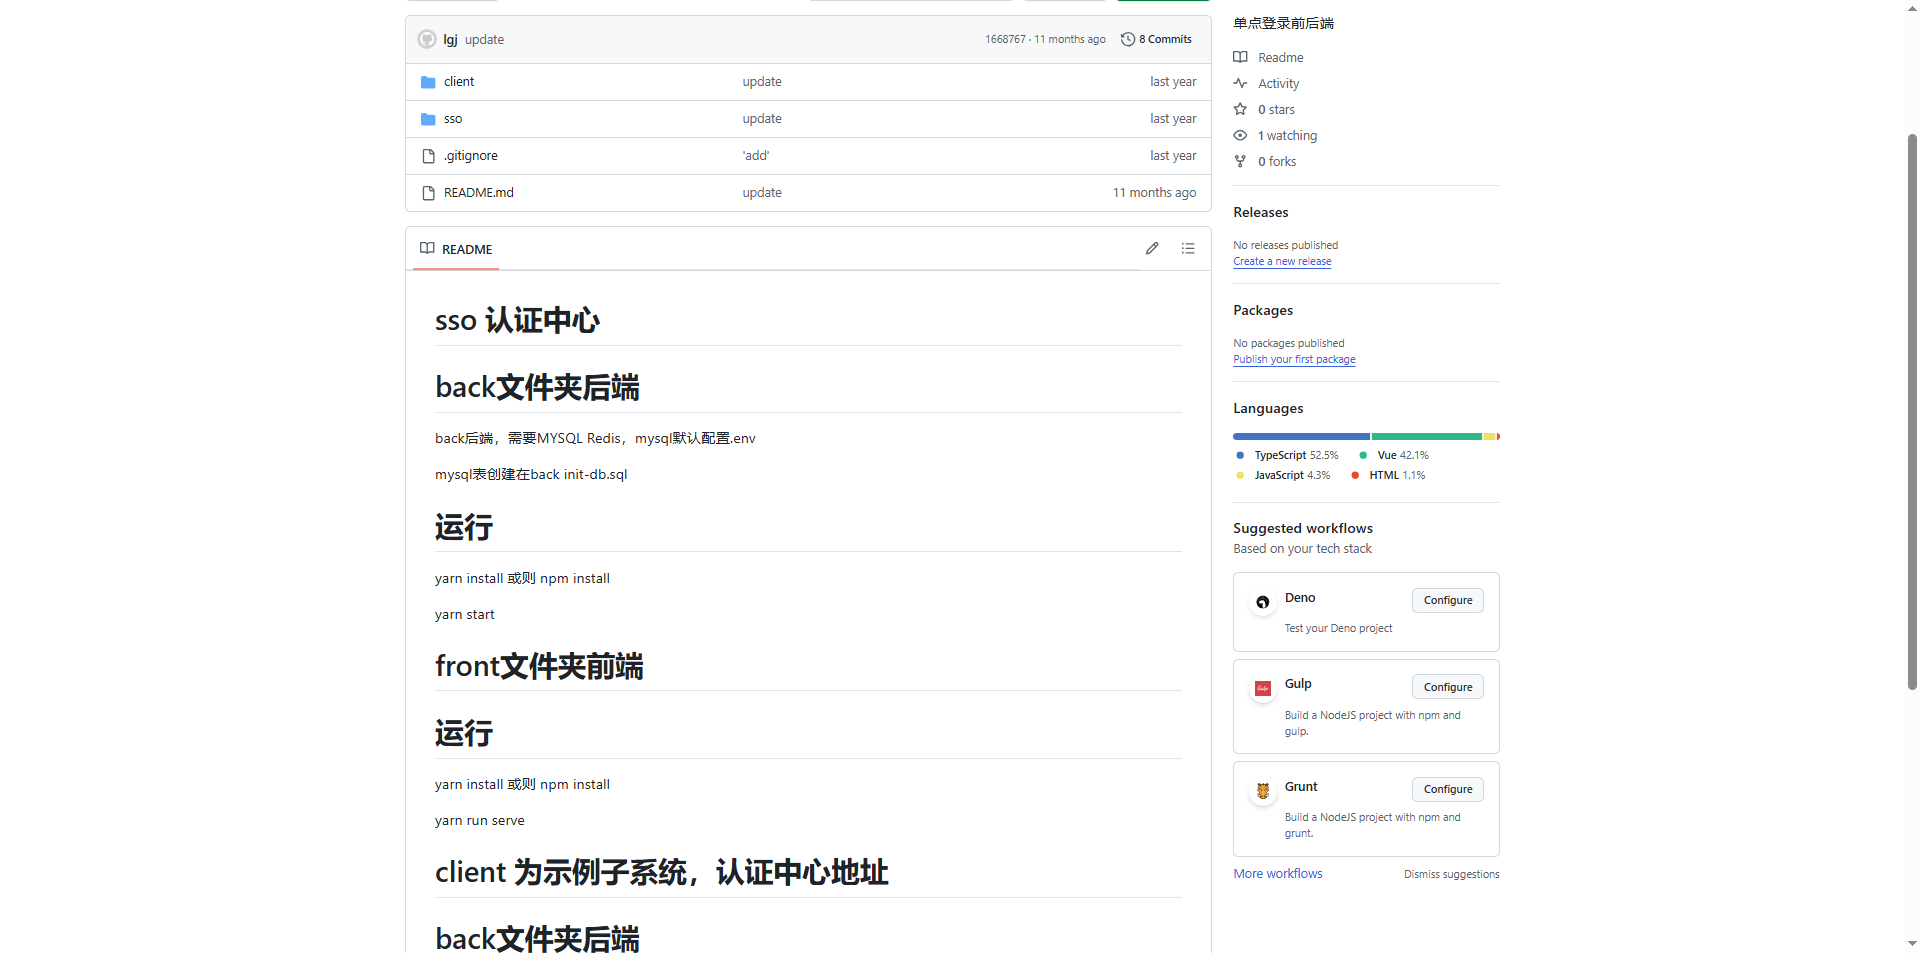 lgj update 1668767 · 11 months ago 8 Commits
client update last year
sso update last year
.gitignore 'add' last year
README.md update 11 months ago
README
sso 认证中心
back文件夹后端
back后端，需要MYSQL Redis，mysql默认配置.env
mysql表创建在back init-db.sql
运行
yarn install 或则 npm install
yarn start
front文件夹前端
运行
yarn install 或则 npm install
yarn run serve
client 为示例子系统，认证中心地址
back文件夹后端
单点登录前后端
Readme
Activity
0 stars
1 watching
0 forks
Releases
No releases published
Create a new release
Packages
No packages published
Publish your first package
Languages
TypeScript 52.5% Vue 42.1%
JavaScript 4.3% HTML 1.1%
Suggested workflows
Based on your tech stack
Deno Configure
Test your Deno project
Gulp Configure
Build a NodeJS project with npm and
gulp.
Grunt Configure
Build a NodeJS project with npm and
grunt.
More workflows Dismiss suggestions